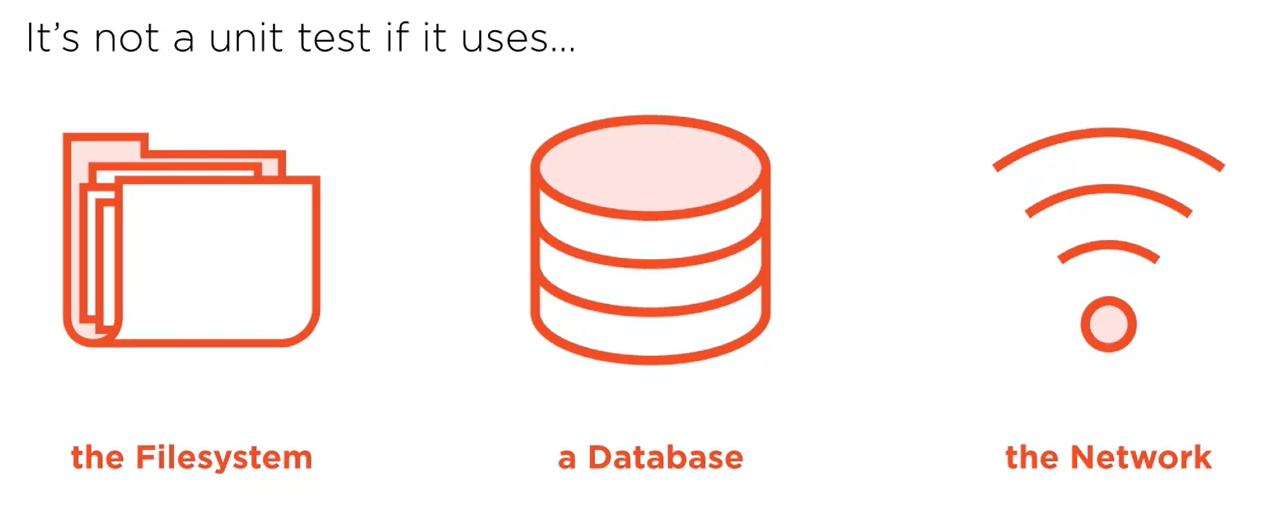 It's not a unit test if it uses...
the Filesystem
a Database
the Network